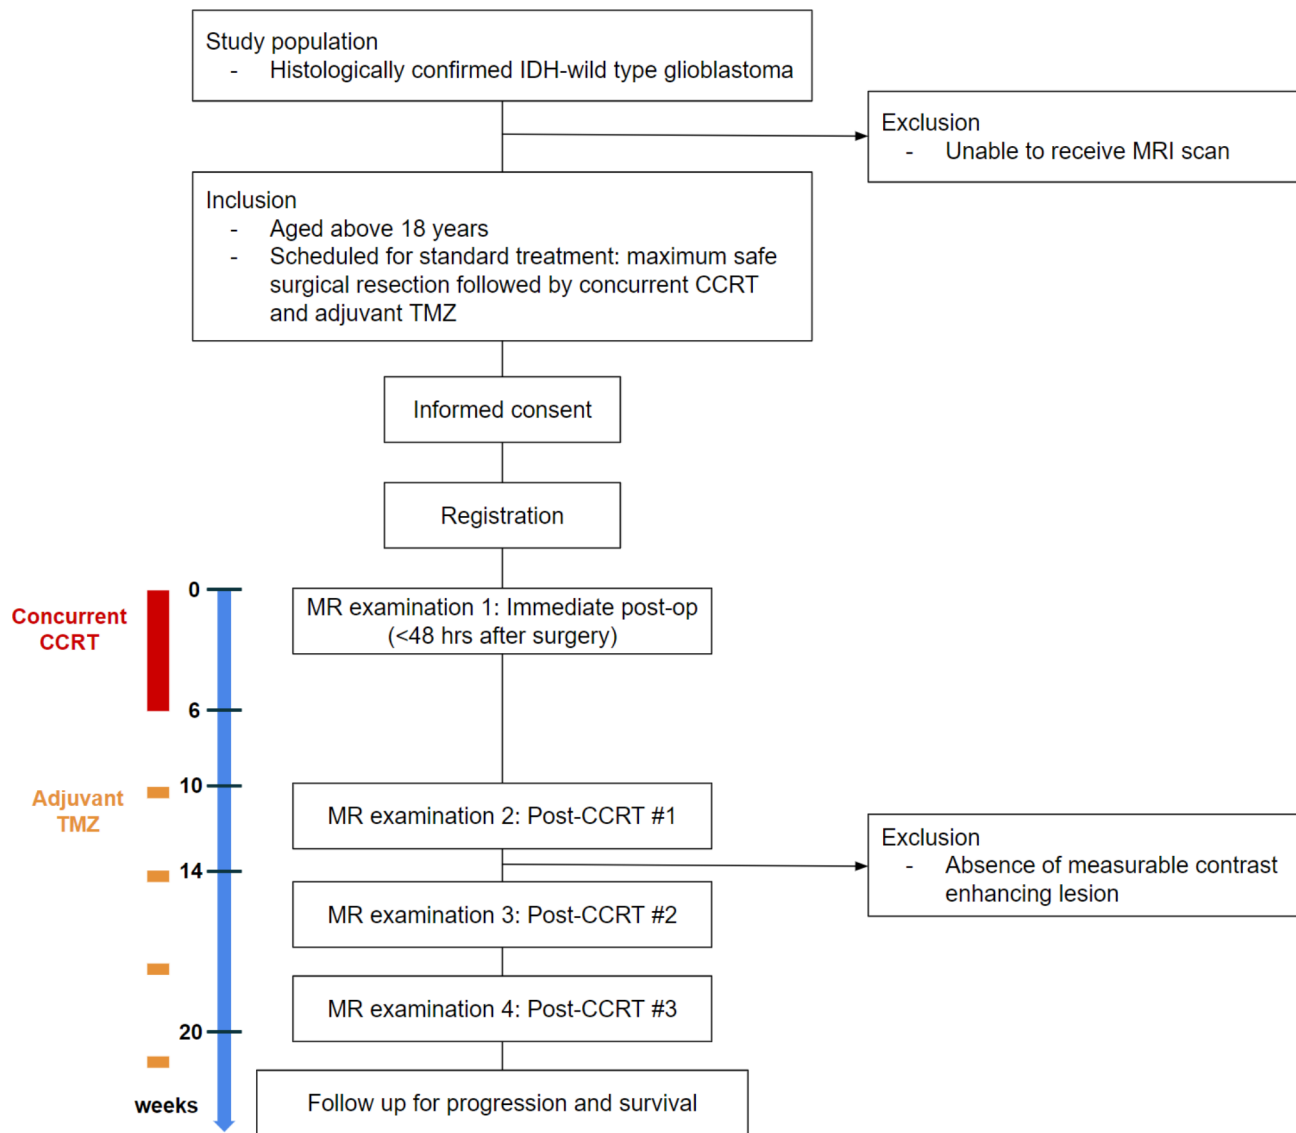 Study population
- Histologically confirmed IDH-wild type glioblastoma
Exclusion
- Unable to receive MRI scan
Inclusion
- Aged above 18 years
- Scheduled for standard treatment: maximum safe
surgical resection followed by concurrent CCRT
and adjuvant TMZ
Informed consent
Registration
0
MR examination 1: Immediate post-op
(<48 hrs after surgery)
Concurrent
CCRT
6
10
Adjuvant
TMZ
MR examination 2: Post-CCRT #1
Exclusion
- Absence of measurable contrast
enhancing lesion
14
MR examination 3: Post-CCRT #2
MR examination 4: Post-CCRT #3
20
weeks
Follow up for progression and survival